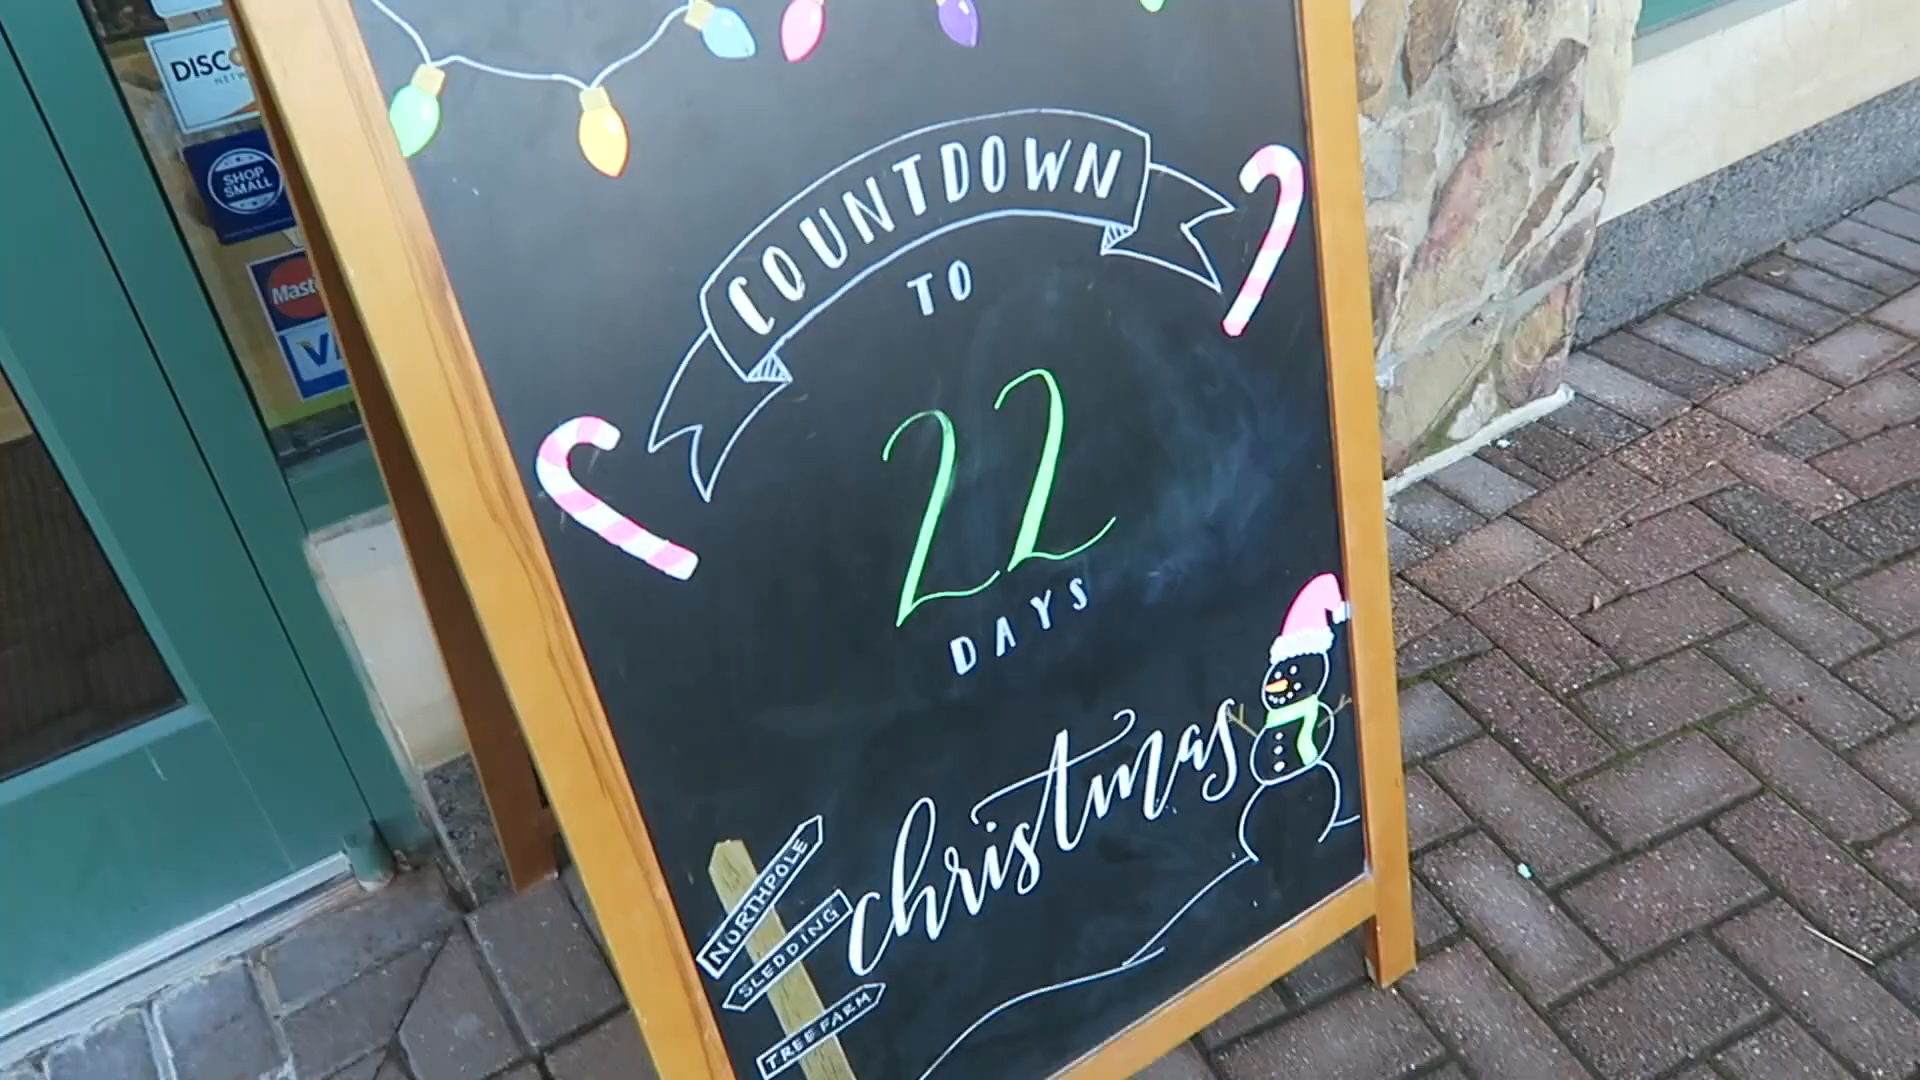 COUNTDOWN
TO
22
DAYS
christmas
NORTHPOLE
SLEDDING
TREE FARM
SHOP
SMALL